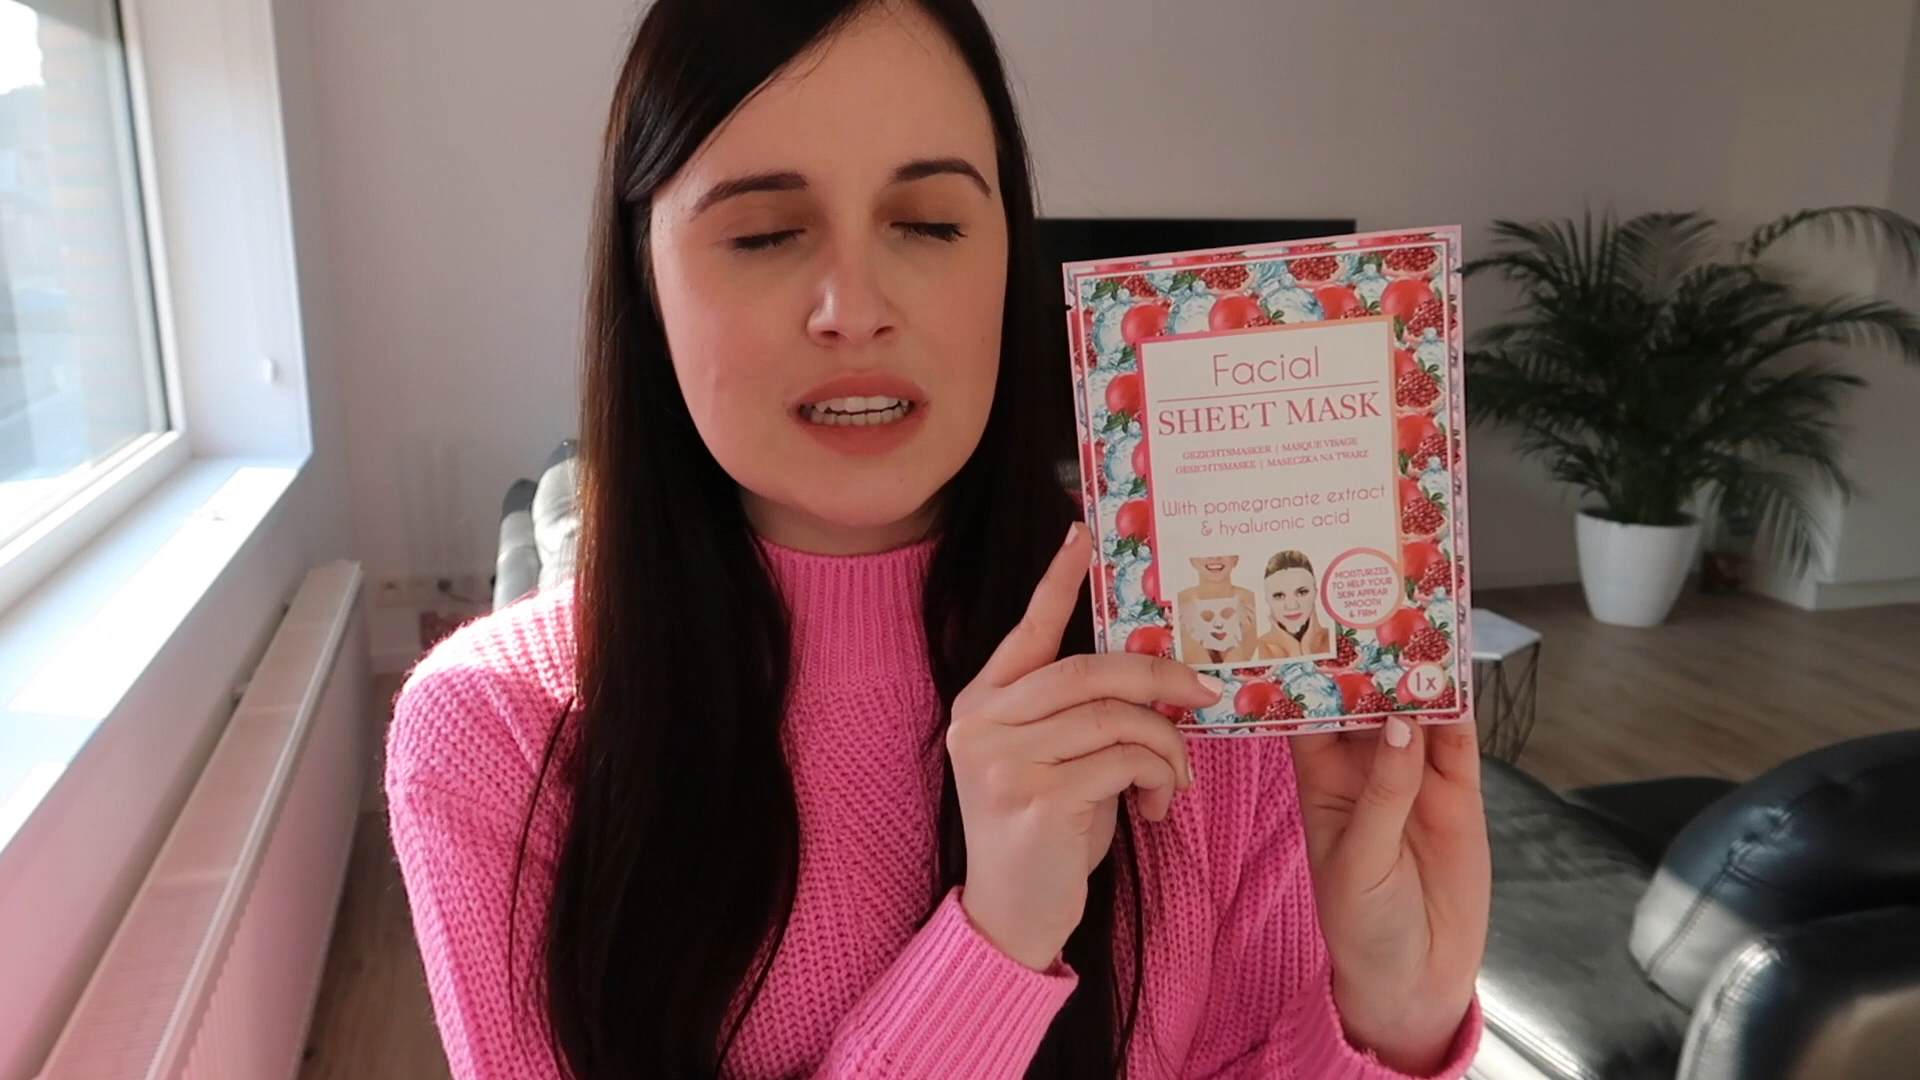 Facial
SHEET MASK
GEZICHTSMASKER | MASQUE VISAGE
GESICHTSMASKE | MASECZKA NA TWARZ
With pomegranate extract
& hyaluronic acid
MOISTURIZES
TO HELP YOUR
SKIN APPEAR
SMOOTH
& FIRM
1x